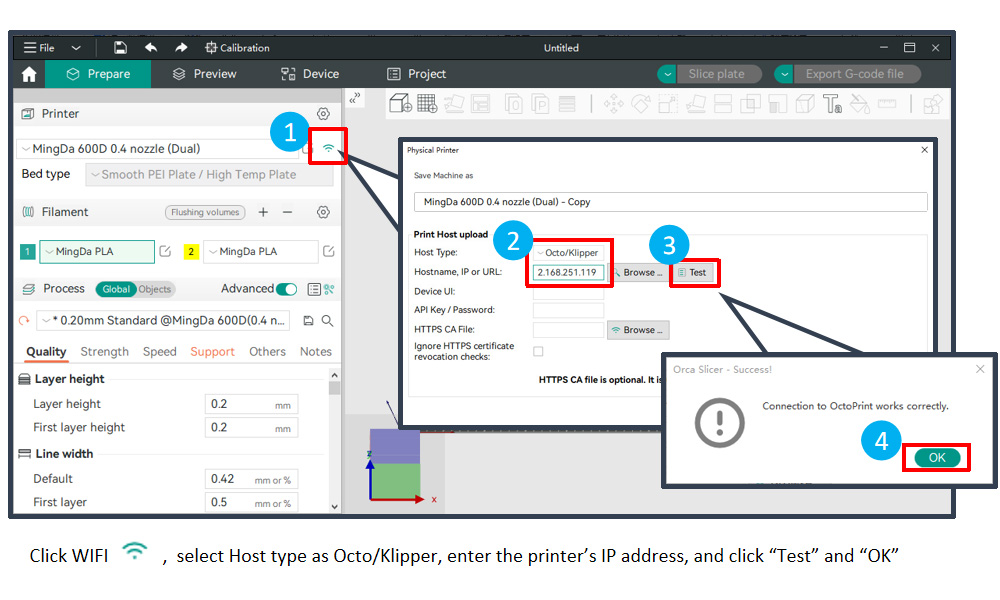 File
Calibration
Untitled
Prepare
Preview
Device
Project
Slice plate
Export G-code file
Printer
1
MingDa 600D 0.4 nozzle (Dual)
Bed type
Smooth PEI Plate / High Temp Plate
Filament
Flushing volumes
1
MingDa PLA
2
MingDa PLA
Process
Global
Objects
Advanced
* 0.20mm Standard @MingDa 600D(0.4 n...
Quality
Strength
Speed
Support
Others
Notes
Layer height
Layer height
0.2 mm
First layer height
0.2 mm
Line width
Default
0.42 mm or %
First layer
0.5 mm or %
z
x
Physical Printer
Save Machine as
MingDa 600D 0.4 nozzle (Dual) - Copy
Print Host upload
2
3
Host Type:
Octo/Klipper
Hostname, IP or URL:
2.168.251.119
Browse ...
Test
Device UI:
API Key / Password:
HTTPS CA File:
Browse ...
Ignore HTTPS certificate
revocation checks:
HTTPS CA file is optional. It is
Orca Slicer - Success!
Connection to OctoPrint works correctly.
4
OK
Click WIFI , select Host type as Octo/Klipper, enter the printer’s IP address, and click “Test” and “OK”